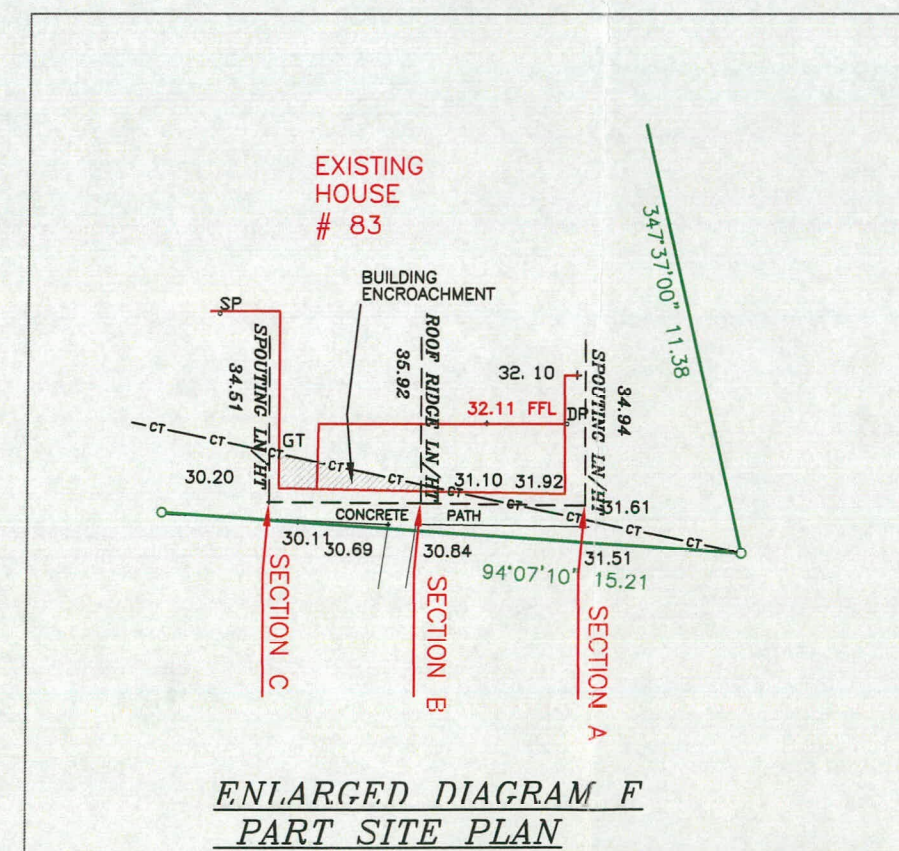 EXISTING
HOUSE
# 83
347°37'00" 11.38
BUILDING
ENCROACHMENT
SP
SPOUTING LN/HT
34.51
ROOF RIDGE LN/HT
35.92
SPOUTING LN/HT
34.94
32.10
32.11 FFL
DP
CT
CT
GT
CT
CT
CT
CT
CT
CT
CT
30.20
31.10
31.92
31.61
CONCRETE PATH
30.11
30.69
30.84
31.51
94°07'10" 15.21
SECTION C
SECTION B
SECTION A
ENLARGED DIAGRAM F
PART SITE PLAN